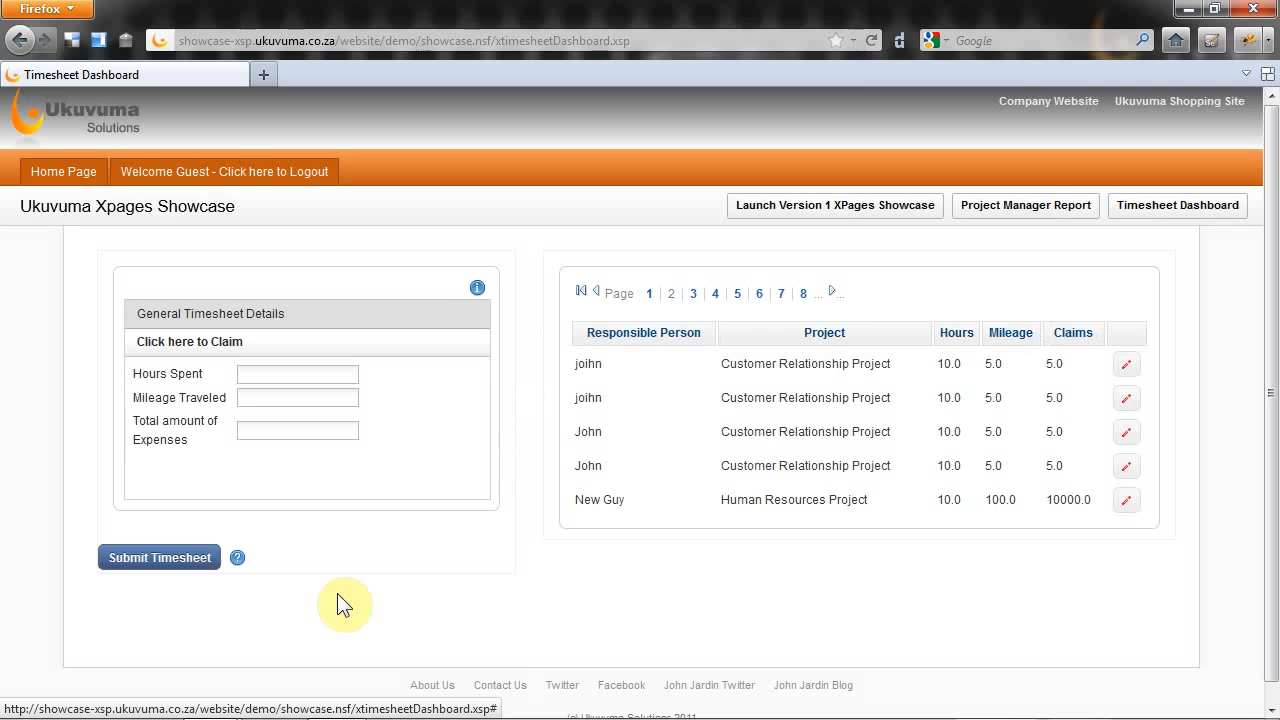 Firefox
showcase-xsp.ukuvuma.co.za/website/demo/showcase.nsf/xtimesheetDashboard.xsp
Google
Timesheet Dashboard
Ukuvuma
Solutions
Company Website Ukuvuma Shopping Site
Home Page Welcome Guest - Click here to Logout
Ukuvuma Xpages Showcase
Launch Version 1 XPages Showcase Project Manager Report Timesheet Dashboard
General Timesheet Details
Click here to Claim
Hours Spent
Mileage Traveled
Total amount of
Expenses
Submit Timesheet
Page 1 | 2 | 3 | 4 | 5 | 6 | 7 | 8 ... ...
Responsible Person Project Hours Mileage Claims
joihn Customer Relationship Project 10.0 5.0 5.0
joihn Customer Relationship Project 10.0 5.0 5.0
John Customer Relationship Project 10.0 5.0 5.0
John Customer Relationship Project 10.0 5.0 5.0
New Guy Human Resources Project 10.0 100.0 10000.0
About Us Contact Us Twitter Facebook John Jardin Twitter John Jardin Blog
http://showcase-xsp.ukuvuma.co.za/website/demo/showcase.nsf/xtimesheetDashboard.xsp#
(c) Ukuvuma Solutions 2011